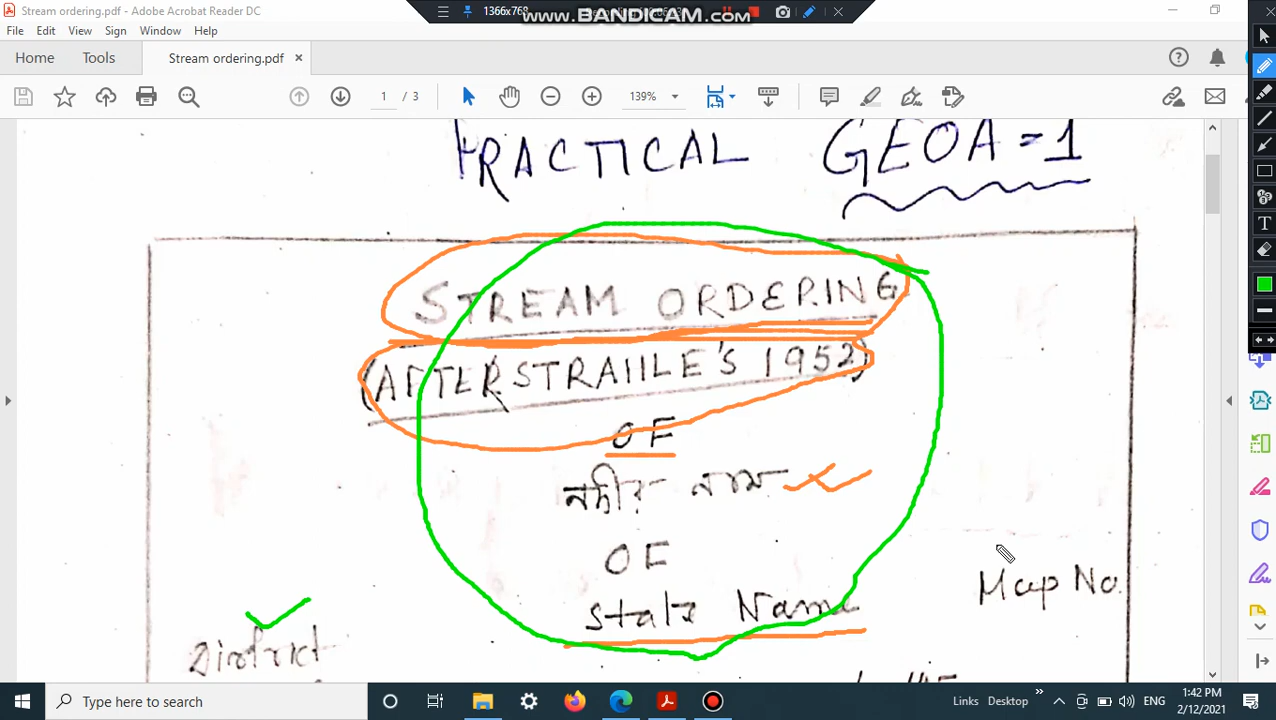 Stream ordering.pdf - Adobe Acrobat Reader DC
1366x768
www.BANDICAM.com
File Edit View Sign Window Help
Home Tools Stream ordering.pdf ×
1 / 3 139%
PRACTICAL GEOA = 1
STREAM ORDERING
(AFTER STRAHLE'S 1952)
OF
নদীর নাম
OF
State Name
Map No.
District
Type here to search
Links Desktop
ENG
1:42 PM
2/12/2021